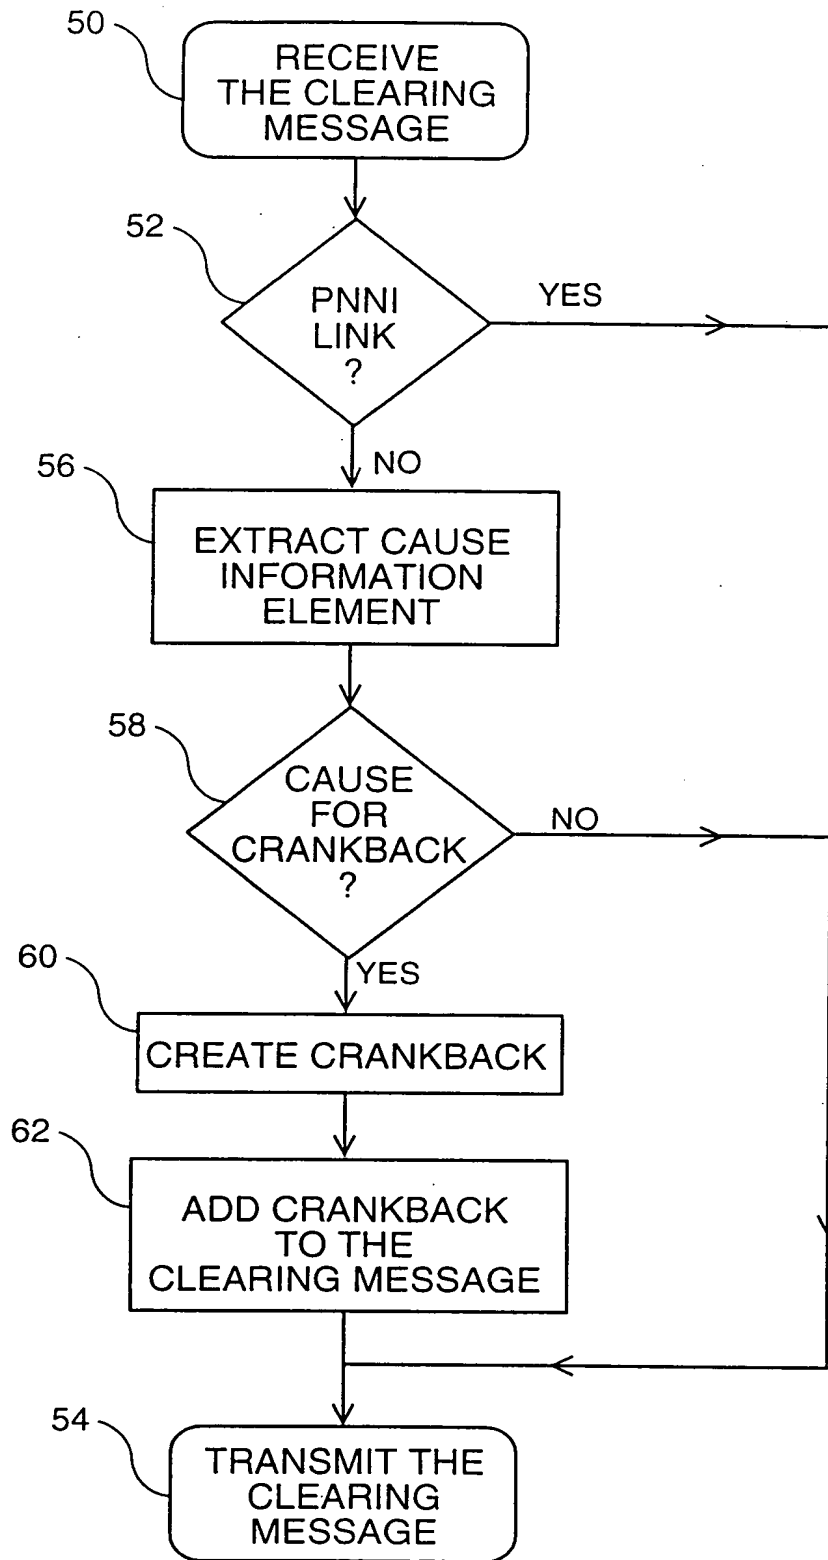 50
RECEIVE
THE CLEARING
MESSAGE
52
PNNI
LINK
?
YES
NO
56
EXTRACT CAUSE
INFORMATION
ELEMENT
58
CAUSE
FOR
CRANKBACK
?
NO
YES
60
CREATE CRANKBACK
62
ADD CRANKBACK
TO THE
CLEARING MESSAGE
54
TRANSMIT THE
CLEARING
MESSAGE